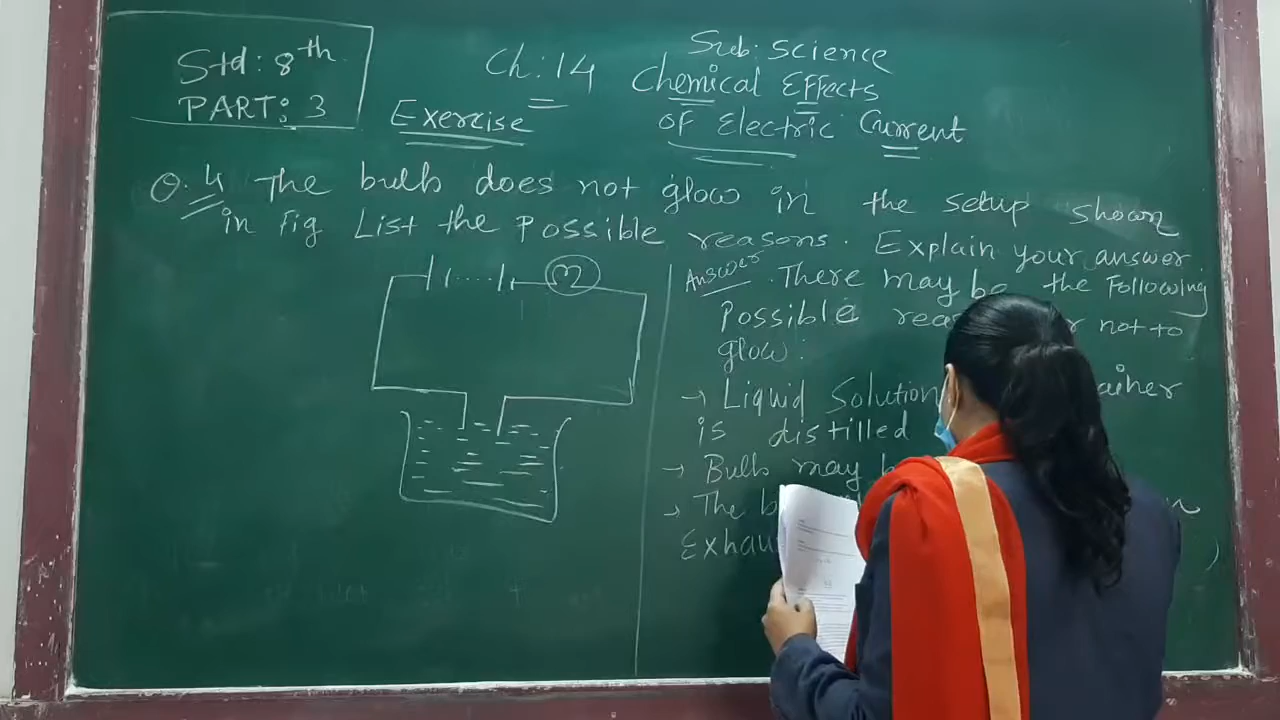 Std: 8th
PART: 3
Sub: Science
Ch: 14 Chemical Effects
OF Electric Current
Exercise
Q. 4 The bulb does not glow in the setup shown
in Fig List the Possible reasons. Explain your answer
Answer. There may be the Following
Possible not to
glow:
→ Liquid Solution
is distilled
→ Bulb may
→ The